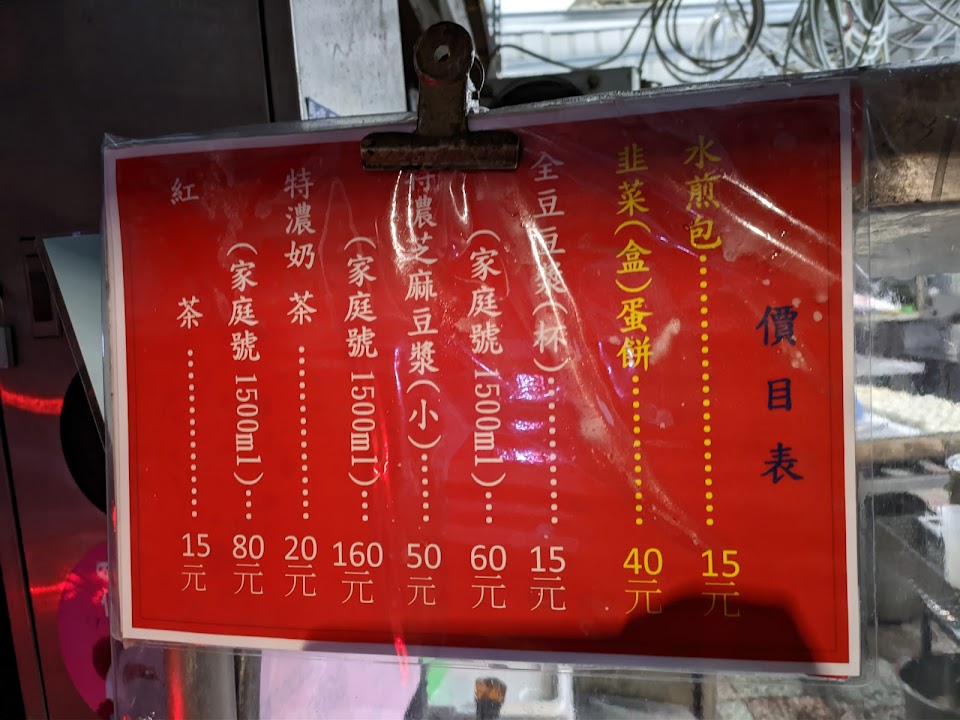 價目表
水煎包……………………15元
韭菜(盒)蛋餅……………40元
全豆豆漿(杯)……………15元
(家庭號1500ml)…60元
特濃芝麻豆漿(小)……50元
(家庭號1500ml)…160元
特濃奶 茶……………20元
(家庭號1500ml)…80元
紅 茶……………15元